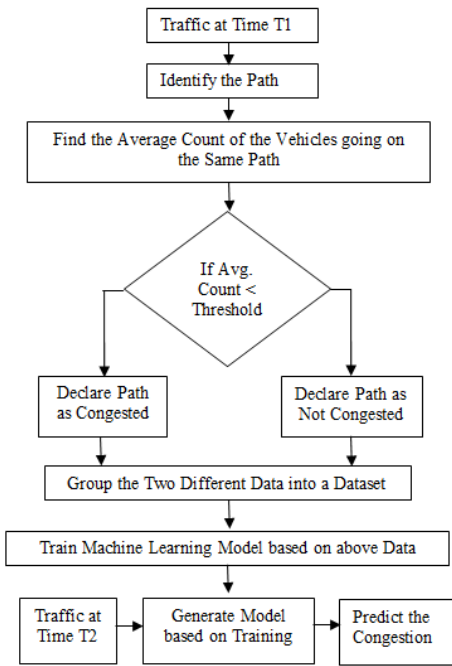 Traffic at Time T1
Identify the Path
Find the Average Count of the Vehicles going on
the Same Path
If Avg.
Count <
Threshold
Declare Path
as Congested
Declare Path as
Not Congested
Group the Two Different Data into a Dataset
Train Machine Learning Model based on above Data
Traffic at
Time T2
Generate Model
based on Training
Predict the
Congestion